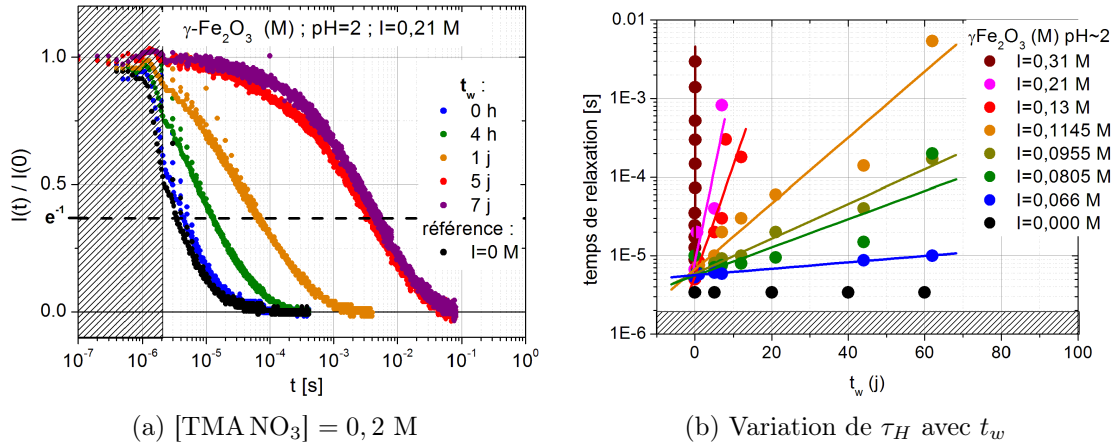 γ-Fe₂O₃ (M) ; pH=2 ; I=0,21 M
I(t) / I(0)
1.0
0.5
e⁻¹
0.0
t_w :
0 h
4 h
1 j
5 j
7 j
référence :
I=0 M
10⁻⁷ 10⁻⁶ 10⁻⁵ 10⁻⁴ 10⁻³ 10⁻² 10⁻¹ 10⁰
t [s]
(a) [TMA NO₃] = 0, 2 M
temps de relaxation [s]
0.01
1E-3
1E-4
1E-5
1E-6
γFe₂O₃ (M) pH~2
I=0,31 M
I=0,21 M
I=0,13 M
I=0,1145 M
I=0,0955 M
I=0,0805 M
I=0,066 M
I=0,000 M
0 20 40 60 80 100
t_w (j)
(b) Variation de τ_H avec t_w